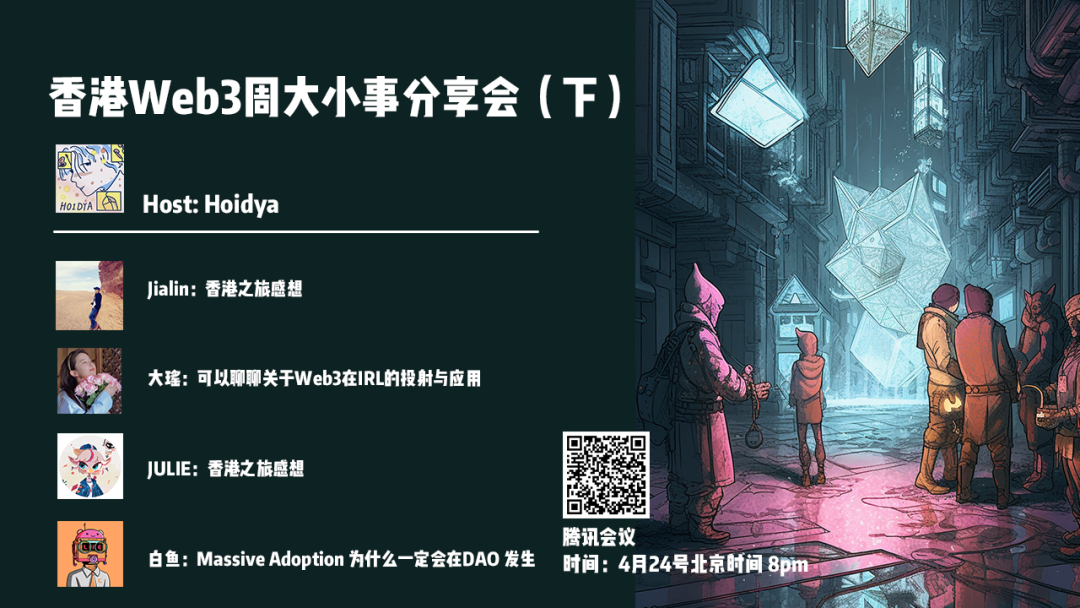 香港Web3周大小事分享会（下）
HOIDYA
Host: Hoidya
Jialin：香港之旅感想
大瑤：可以聊聊关于Web3在IRL的投射与应用
JULIE：香港之旅感想
白鱼：Massive Adoption 为什么一定会在DAO 发生
腾讯会议
时间：4月24号北京时间 8pm